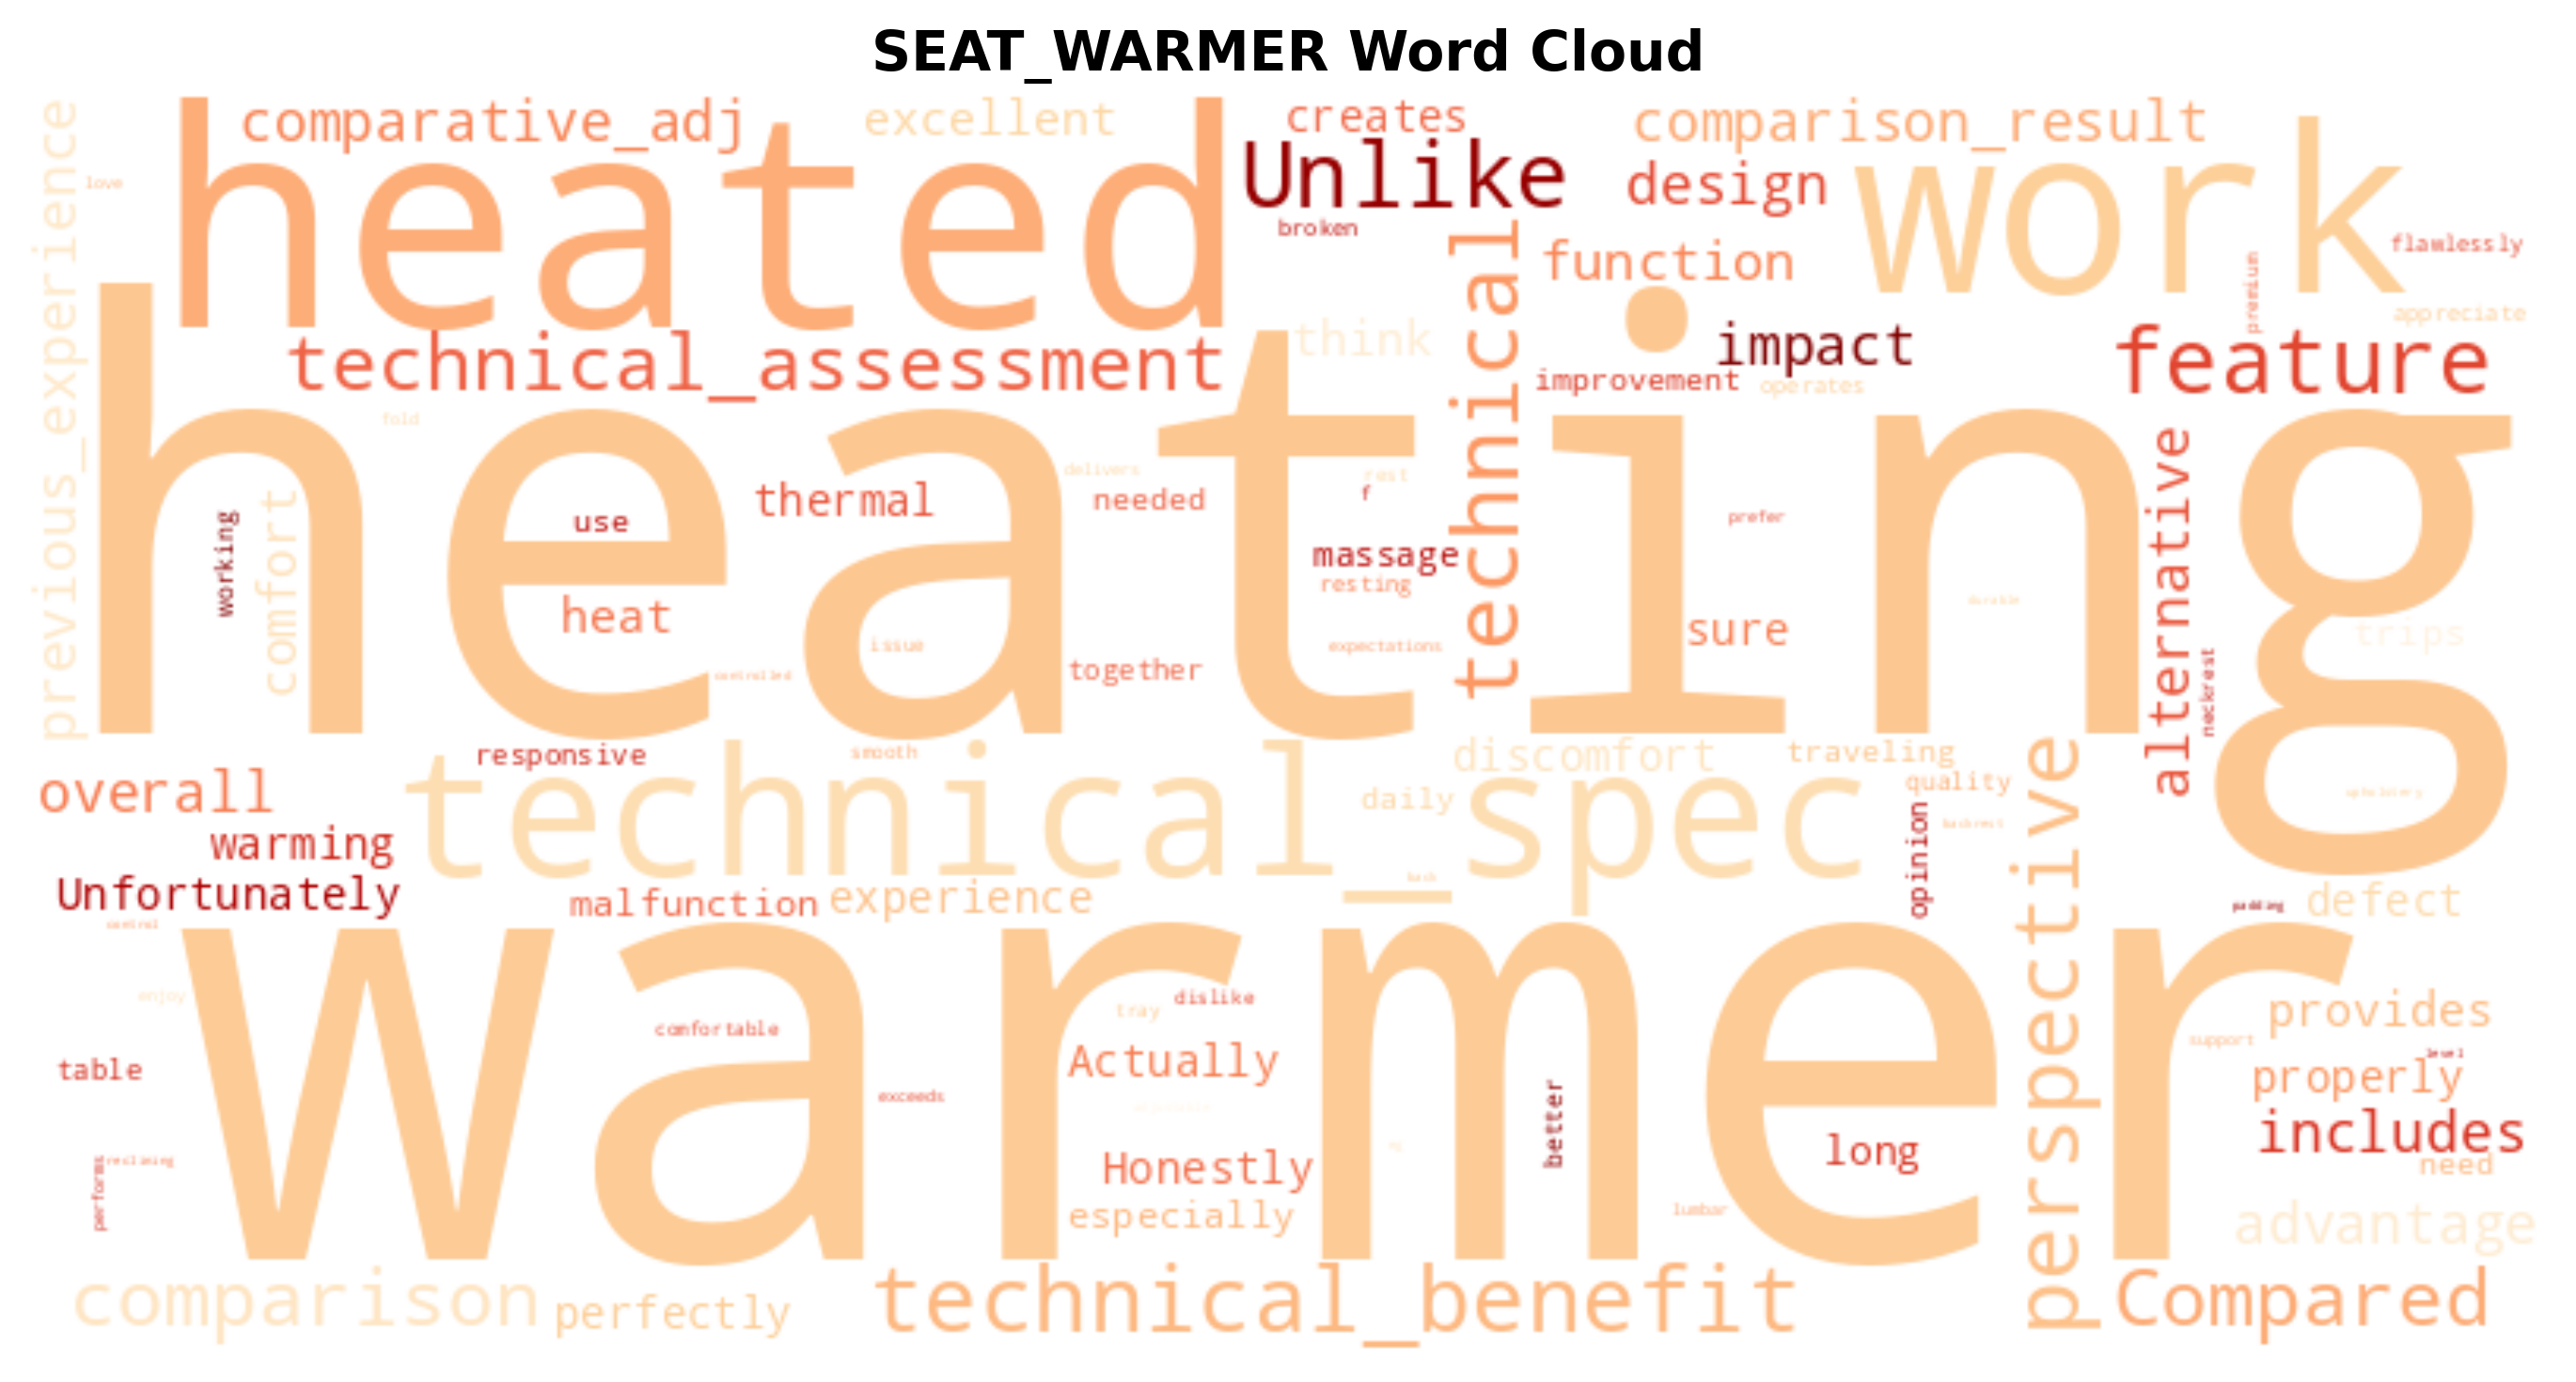 SEAT_WARMER Word Cloud
comparative_adj
excellent
creates
comparison_result
heated
Unlike
design
work
previous_experience
love
broken
function
flawlessly
premium
appreciate
technical_assessment
think
technical
impact
feature
improvement
operates
heating
fold
delivers
rest
thermal
needed
f
use
working
comfort
massage
resting
prefer
durable
heat
sure
issue
expectations
trips
controlled
together
alternative
neckrest
responsive
smooth
discomfort
traveling
overall
technical_spec
daily
quality
upholstery
warming
opinion
backrest
perspective
Unfortunately
malfunction
experience
padding
defect
control
warmer
enjoy
tray
dislike
provides
comfortable
support
level
table
Actually
properly
exceeds
better
includes
long
performs
reclining
Honestly
need
especially
lumbar
advantage
comparison
perfectly
technical_benefit
Compared